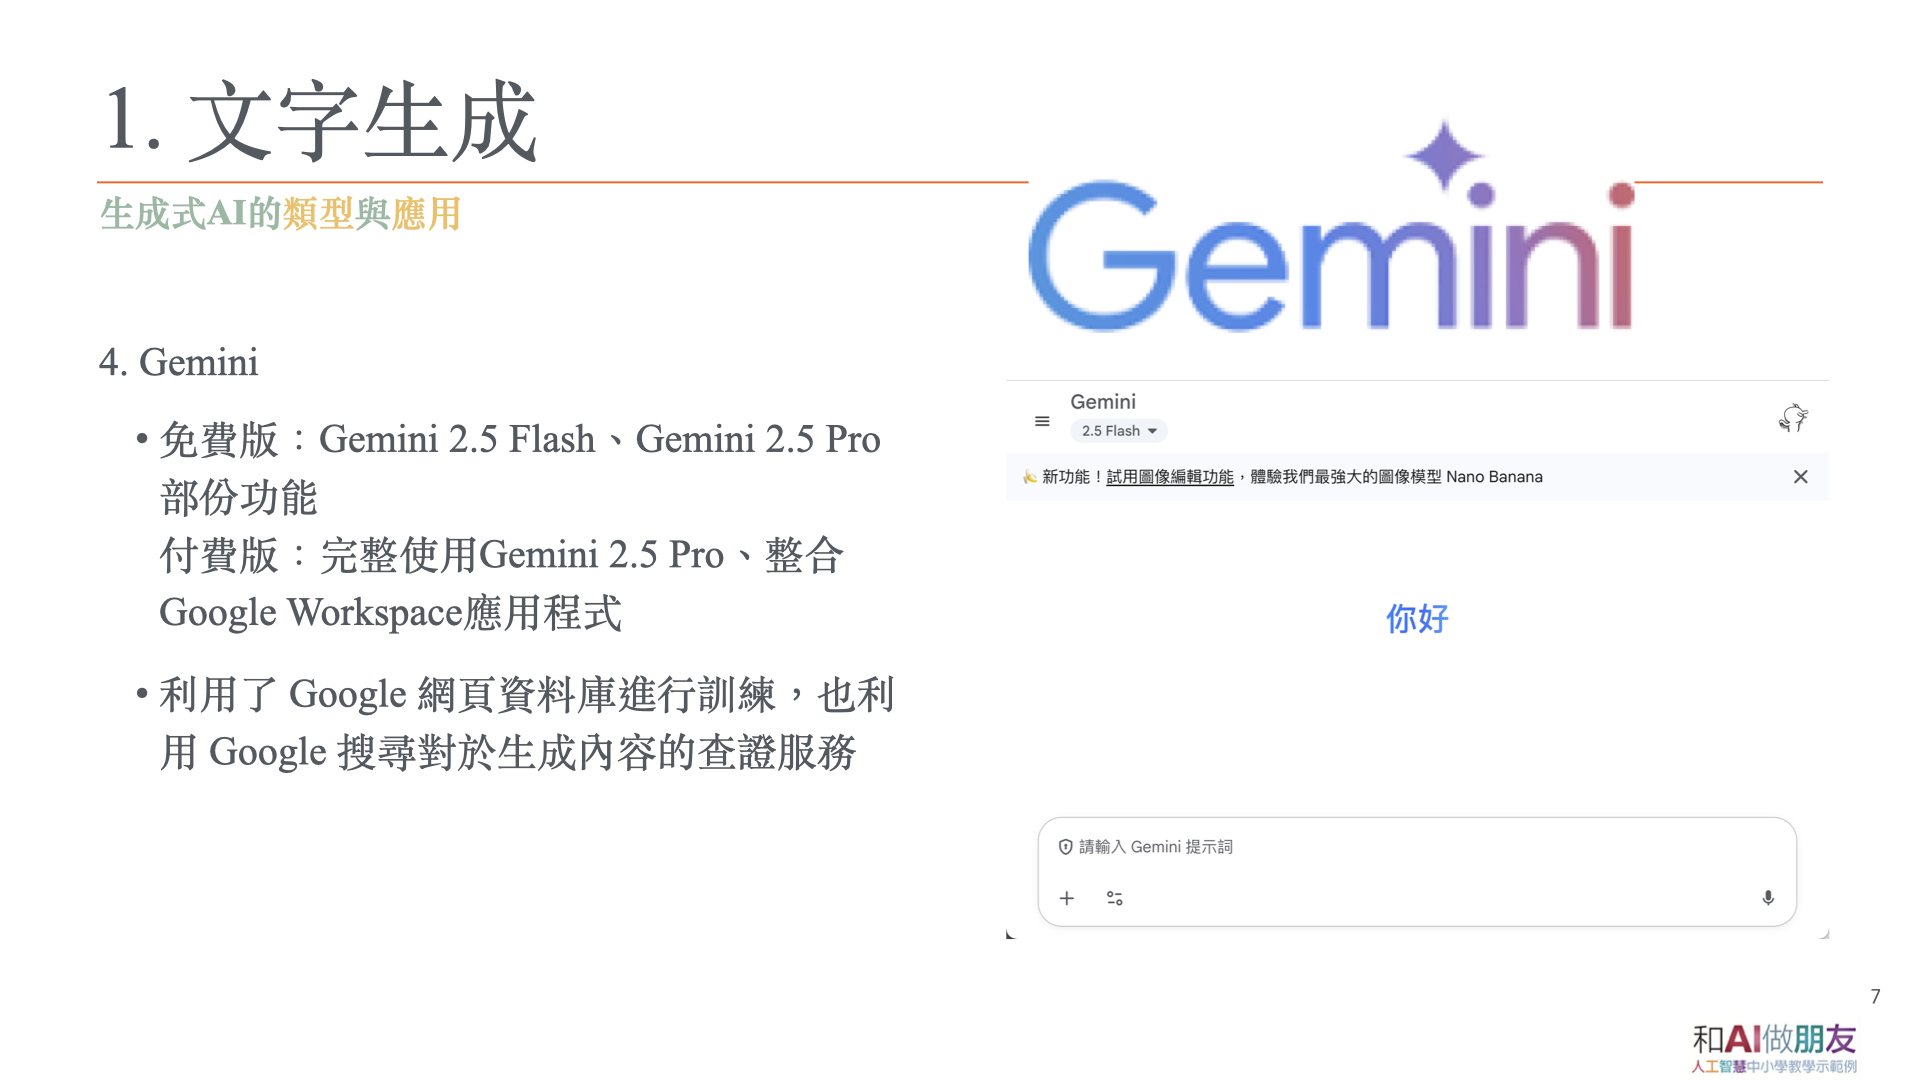 1. 文字生成
生成式AI的類型與應用
Gemini
4. Gemini
• 免費版：Gemini 2.5 Flash、Gemini 2.5 Pro
部份功能
付費版：完整使用Gemini 2.5 Pro、整合
Google Workspace應用程式
• 利用了 Google 網頁資料庫進行訓練，也利
用 Google 搜尋對於生成內容的查證服務
Gemini
2.5 Flash
新功能！試用圖像編輯功能，體驗我們最強大的圖像模型 Nano Banana
你好
請輸入 Gemini 提示詞
7
和AI做朋友
人工智慧中小學教學示範例